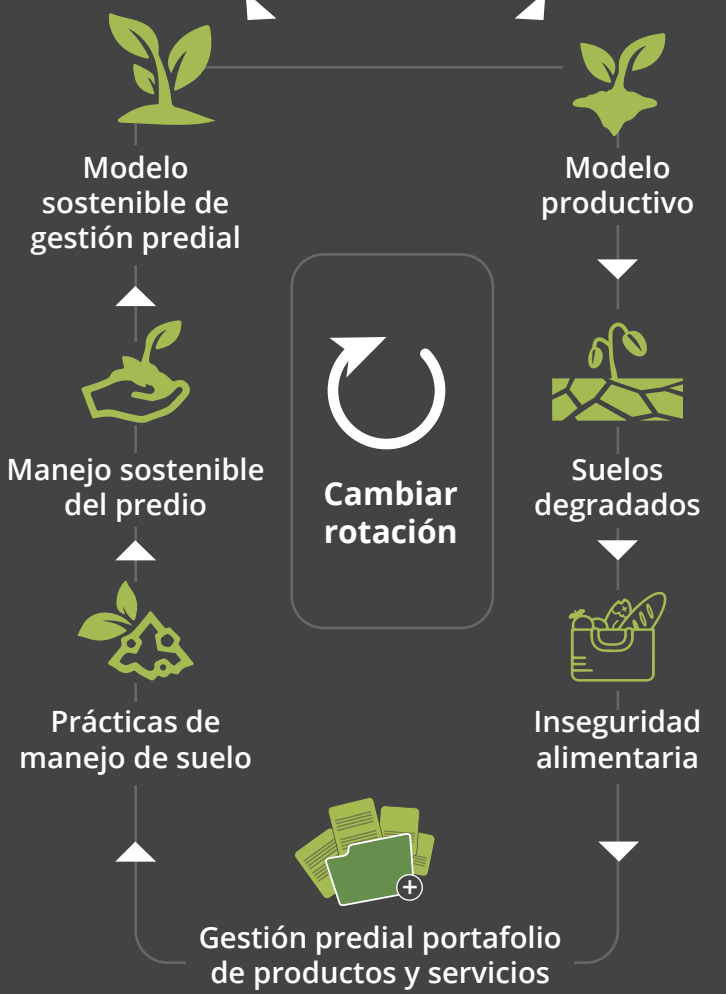 Modelo
sostenible de
gestión predial
Modelo
productivo
Manejo sostenible
del predio
Cambiar
rotación
Suelos
degradados
Prácticas de
manejo de suelo
Inseguridad
alimentaria
Gestión predial portafolio
de productos y servicios